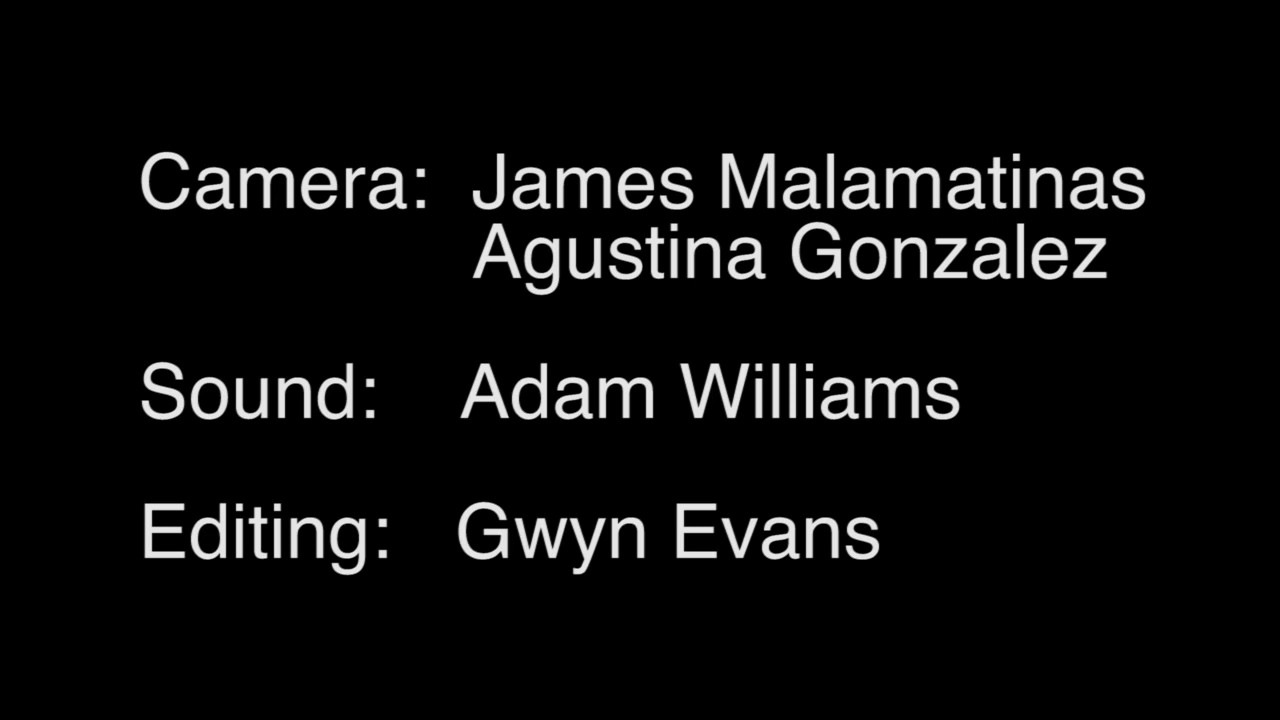 Camera: James Malamatinas
Agustina Gonzalez
Sound: Adam Williams
Editing: Gwyn Evans